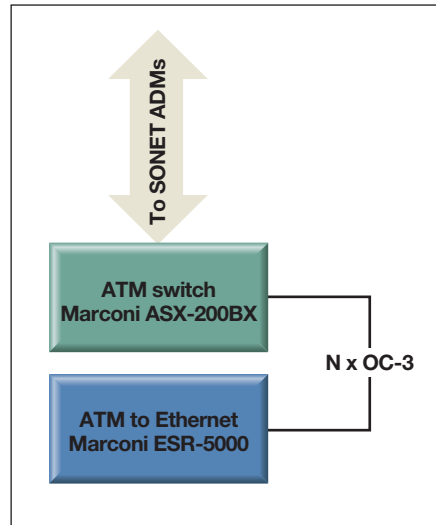 To SONET ADMs
ATM switch
Marconi ASX-200BX
N x OC-3
ATM to Ethernet
Marconi ESR-5000